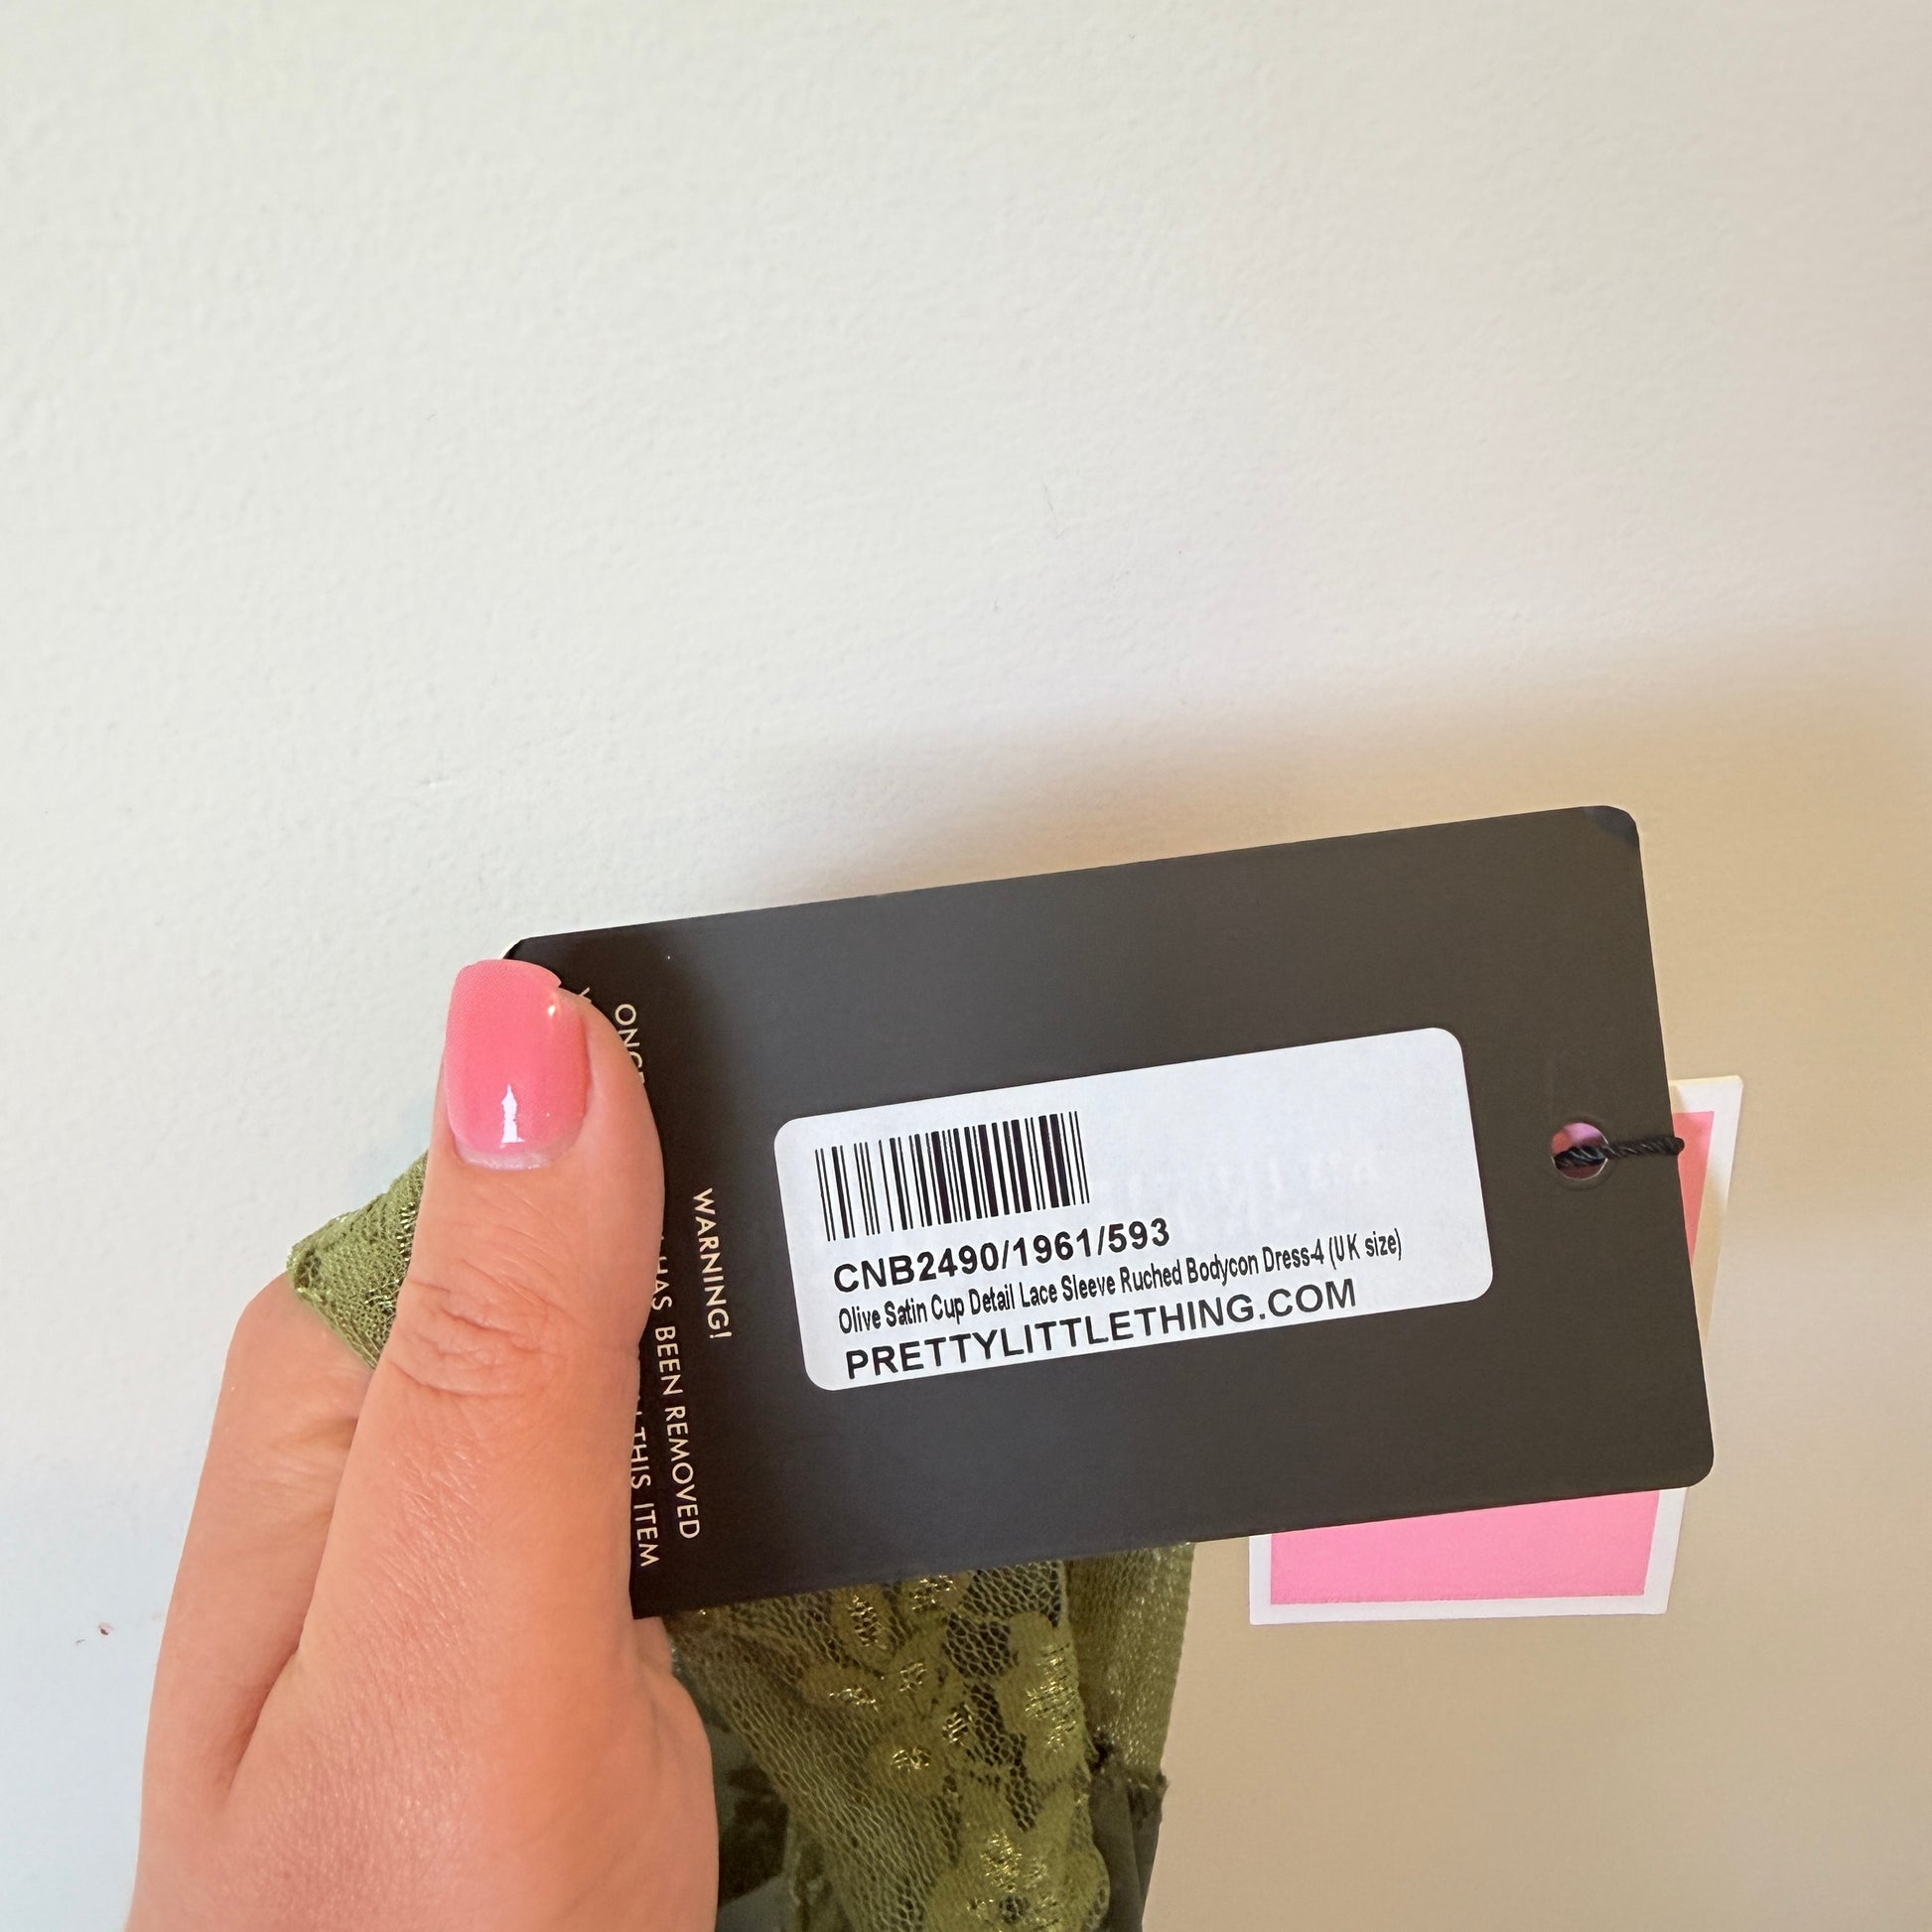 CNB2490/1961/593
Olive Satin Cup Detail Lace Sleeve Ruched Bodycon Dress-4 (UK size)
PRETTYLITTLETHING.COM
WARNING!
HAS BEEN REMOVED
THIS ITEM